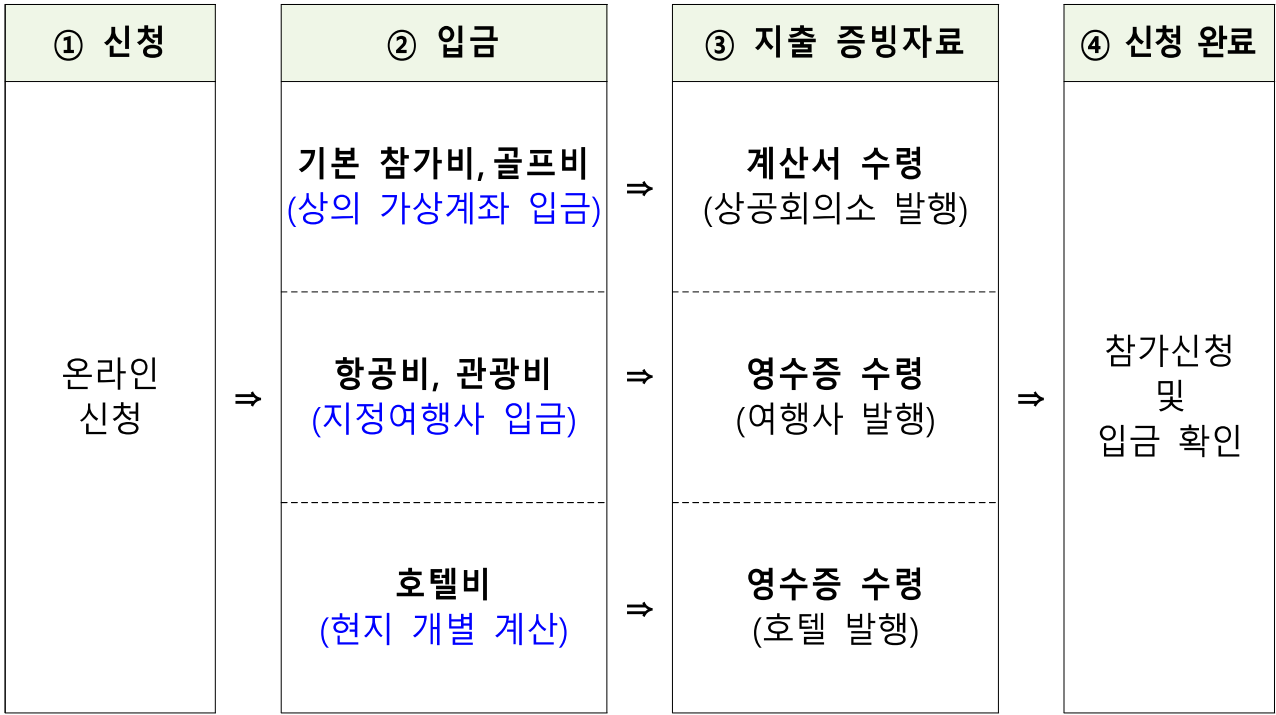 ① 신청
온라인
신청
⇒
② 입금
기본 참가비, 골프비
(상의 가상계좌 입금)
항공비, 관광비
(지정여행사 입금)
호텔비
(현지 개별 계산)
⇒
⇒
⇒
③ 지출 증빙자료
계산서 수령
(상공회의소 발행)
영수증 수령
(여행사 발행)
영수증 수령
(호텔 발행)
⇒
④ 신청 완료
참가신청
및
입금 확인